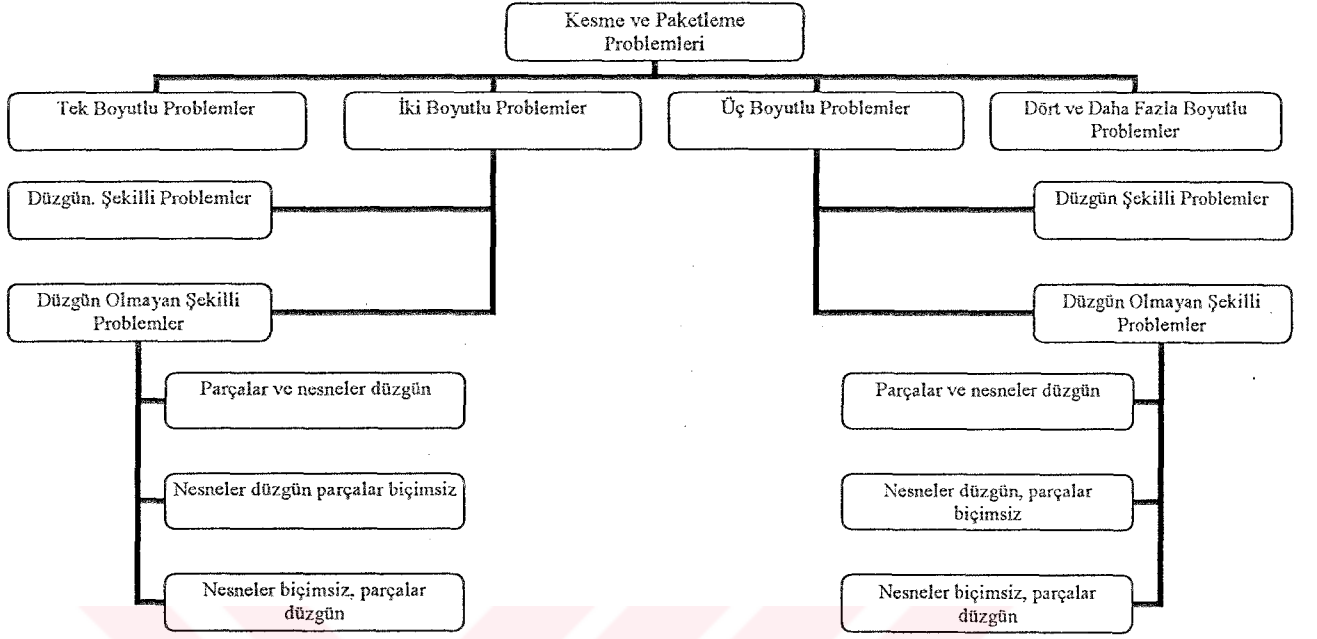 Kesme ve Paketleme
Problemleri
Tek Boyutlu Problemler
İki Boyutlu Problemler
Üç Boyutlu Problemler
Dört ve Daha Fazla Boyutlu
Problemler
Düzgün. Şekilli Problemler
Düzgün Şekilli Problemler
Düzgün Olmayan Şekilli
Problemler
Düzgün Olmayan Şekilli
Problemler
Parçalar ve nesneler düzgün
Parçalar ve nesneler düzgün
Nesneler düzgün parçalar biçimsiz
Nesneler düzgün, parçalar
biçimsiz
Nesneler biçimsiz, parçalar
düzgün
Nesneler biçimsiz, parçalar
düzgün